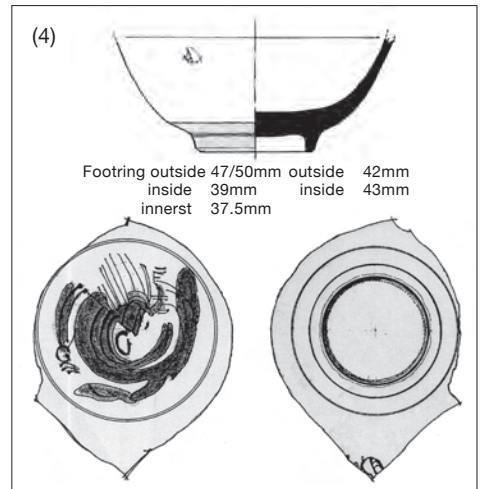 (4)
Footring outside 47/50mm outside 42mm
inside 39mm inside 43mm
innerst 37.5mm